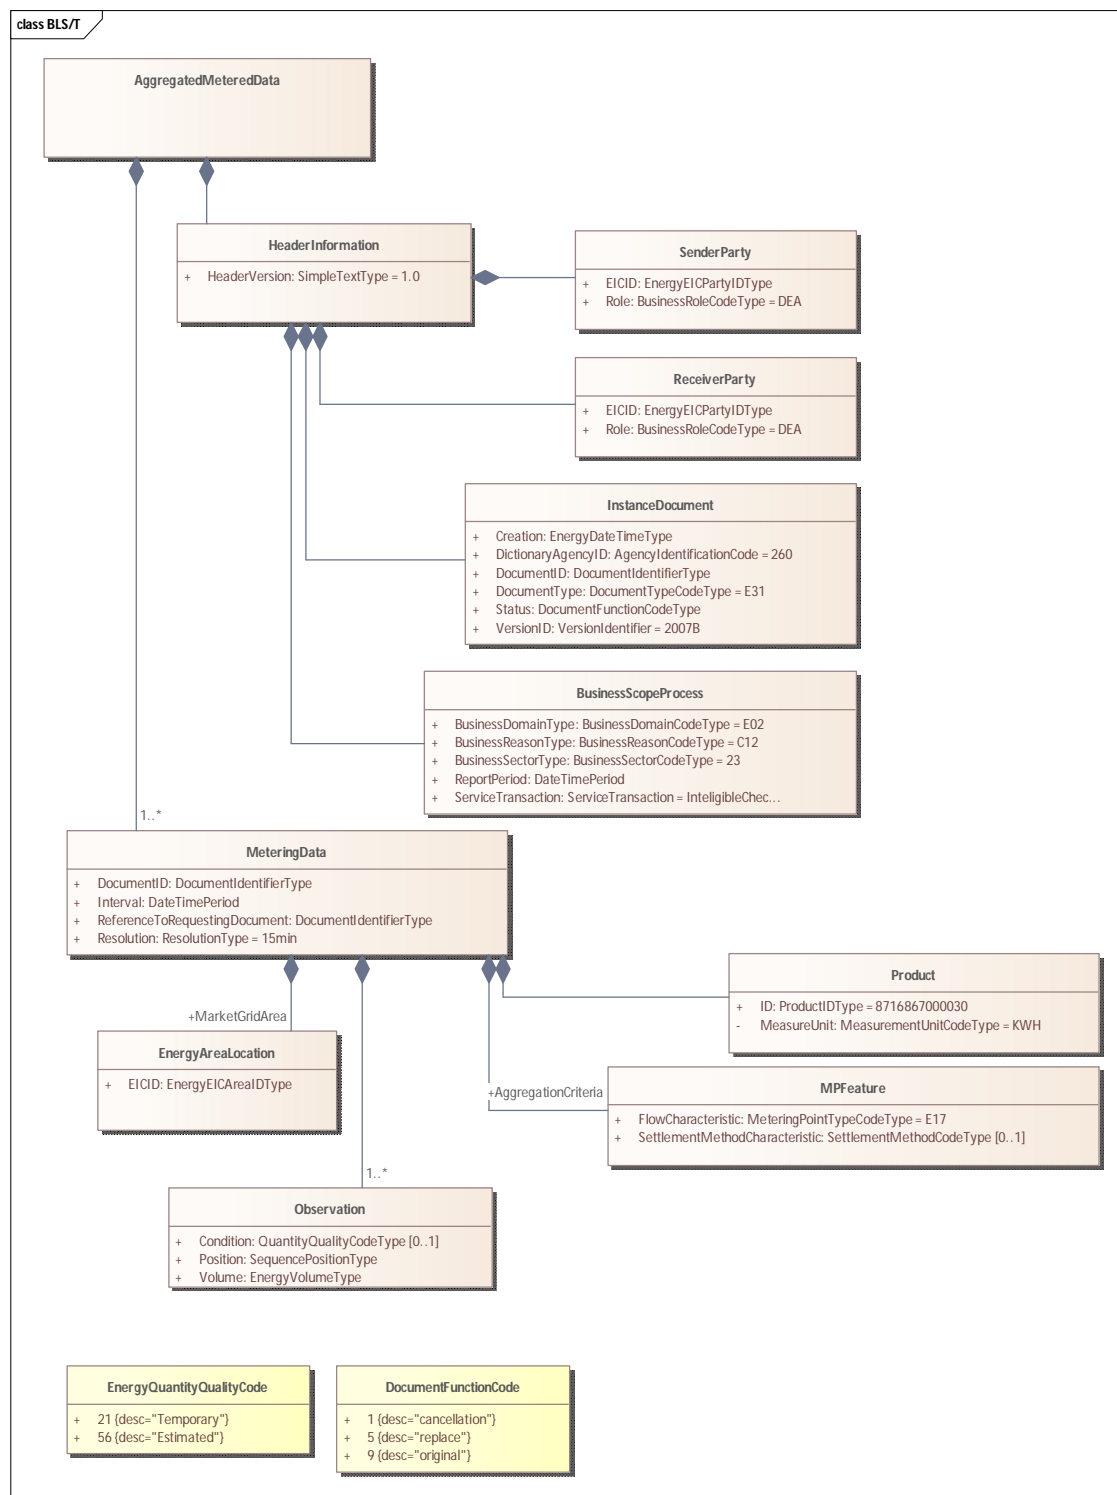 class BLS/T
AggregatedMeteredData
HeaderInformation
+ HeaderVersion: SimpleTextType = 1.0
SenderParty
+ EICID: EnergyEICPartyIDType
+ Role: BusinessRoleCodeType = DEA
ReceiverParty
+ EICID: EnergyEICPartyIDType
+ Role: BusinessRoleCodeType = DEA
InstanceDocument
+ Creation: EnergyDateTimeType
+ DictionaryAgencyID: AgencyIdentificationCode = 260
+ DocumentID: DocumentIdentifierType
+ DocumentType: DocumentTypeCodeType = E31
+ Status: DocumentFunctionCodeType
+ VersionID: VersionIdentifier = 2007B
BusinessScopeProcess
+ BusinessDomainType: BusinessDomainCodeType = E02
+ BusinessReasonType: BusinessReasonCodeType = C12
+ BusinessSectorType: BusinessSectorCodeType = 23
+ ReportPeriod: DateTimePeriod
+ ServiceTransaction: ServiceTransaction = InteligibleChec...
1..*
MeteringData
+ DocumentID: DocumentIdentifierType
+ Interval: DateTimePeriod
+ ReferenceToRequestingDocument: DocumentIdentifierType
+ Resolution: ResolutionType = 15min
Product
+ ID: ProductIDType = 8716867000030
- MeasureUnit: MeasurementUnitCodeType = KWH
+MarketGridArea
EnergyAreaLocation
+ EICID: EnergyEICAreaIDType
+AggregationCriteria
MPFeature
+ FlowCharacteristic: MeteringPointTypeCodeType = E17
+ SettlementMethodCharacteristic: SettlementMethodCodeType [0..1]
1..*
Observation
+ Condition: QuantityQualityCodeType [0..1]
+ Position: SequencePositionType
+ Volume: EnergyVolumeType
EnergyQuantityQualityCode
+ 21 {desc="Temporary"}
+ 56 {desc="Estimated"}
DocumentFunctionCode
+ 1 {desc="cancellation"}
+ 5 {desc="replace"}
+ 9 {desc="original"}